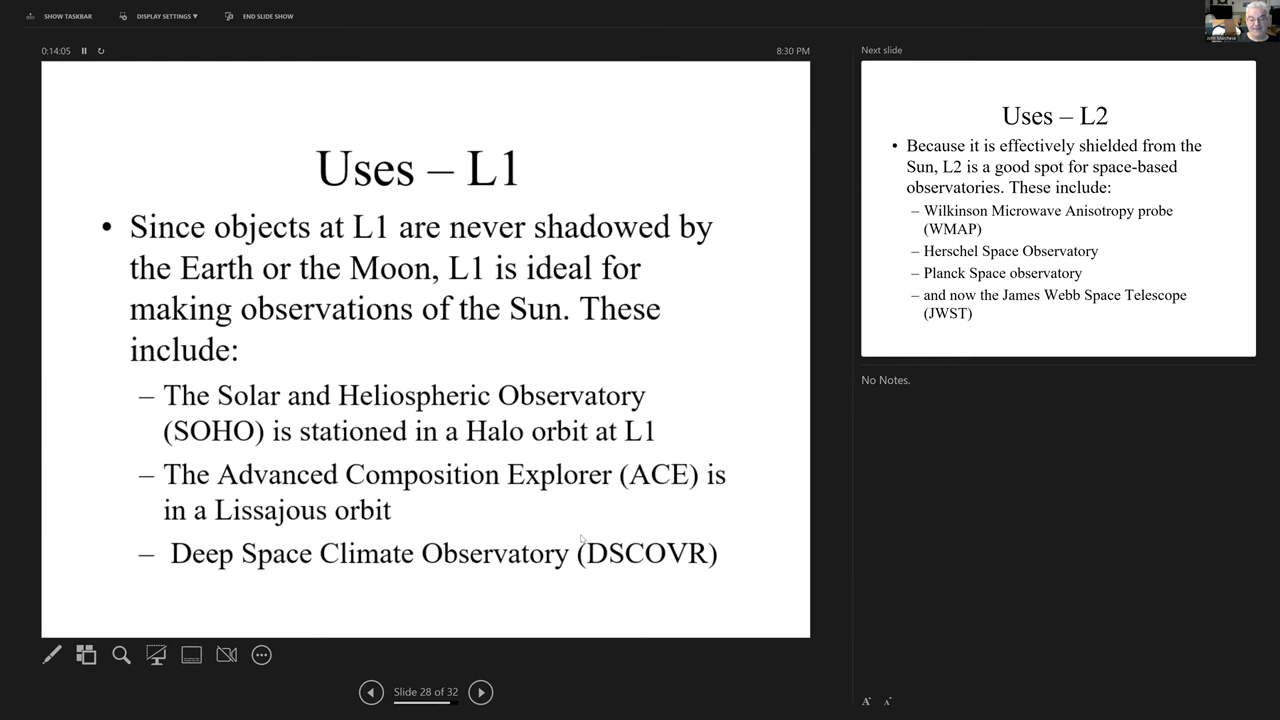 SHOW TASKBAR
DISPLAY SETTINGS ▾
END SLIDE SHOW
0:14:05
8:30 PM
Uses – L1
• Since objects at L1 are never shadowed by
the Earth or the Moon, L1 is ideal for
making observations of the Sun. These
include:
– The Solar and Heliospheric Observatory
(SOHO) is stationed in a Halo orbit at L1
– The Advanced Composition Explorer (ACE) is
in a Lissajous orbit
– Deep Space Climate Observatory (DSCOVR)
Slide 28 of 32
Next slide
Uses – L2
• Because it is effectively shielded from the
Sun, L2 is a good spot for space-based
observatories. These include:
– Wilkinson Microwave Anisotropy probe
(WMAP)
– Herschel Space Observatory
– Planck Space observatory
– and now the James Webb Space Telescope
(JWST)
No Notes.
A
A